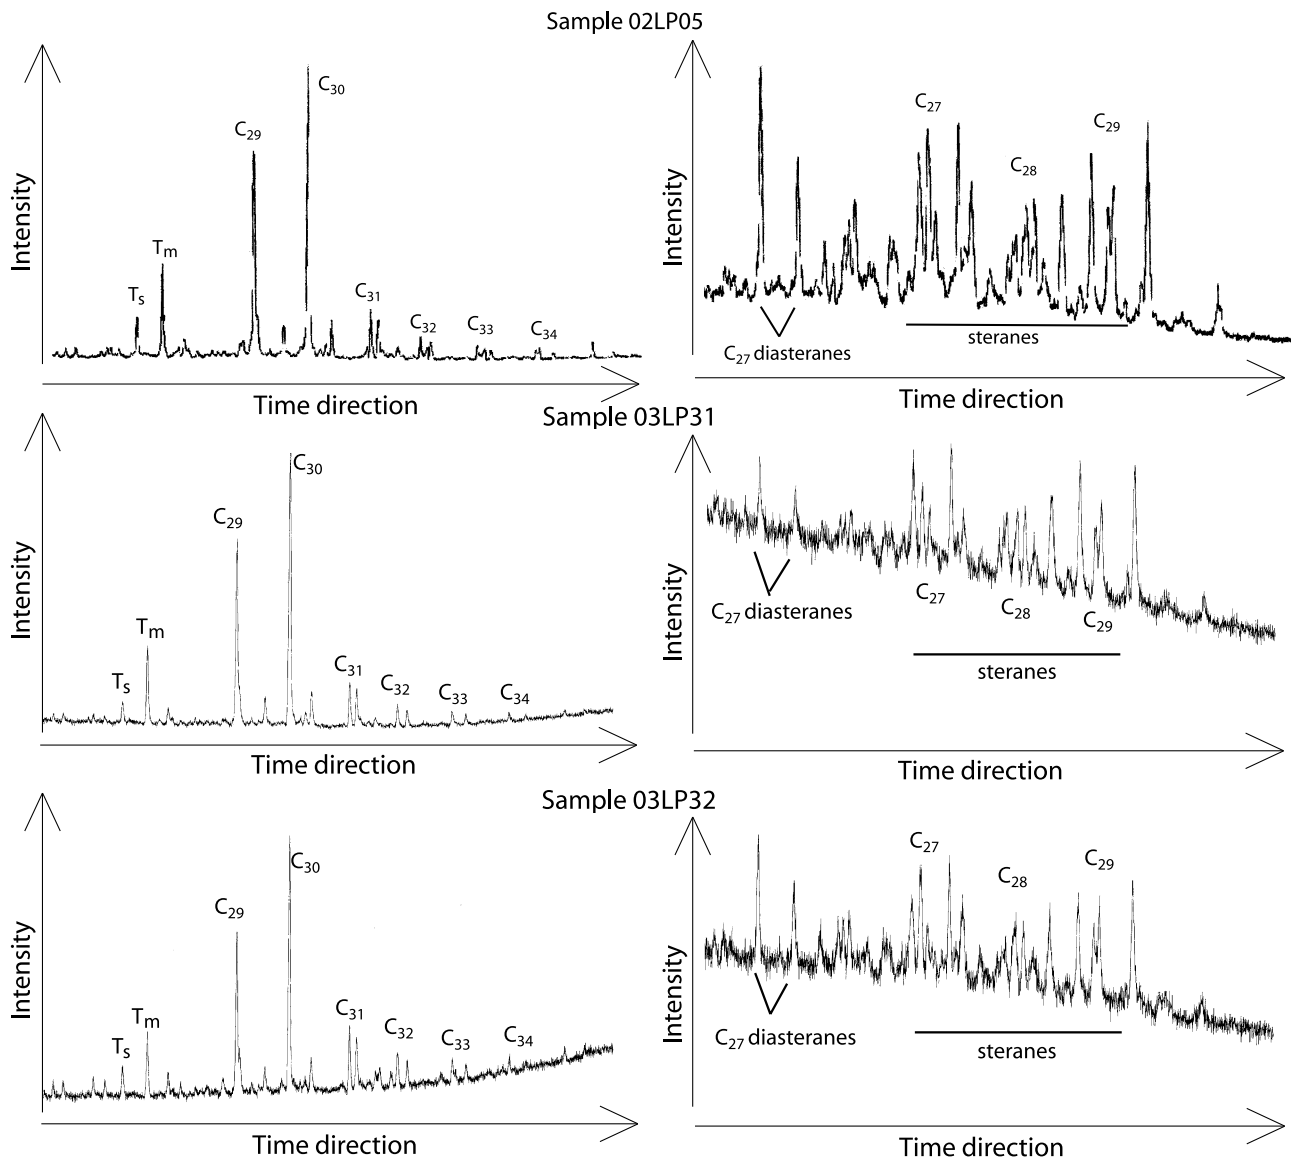 Sample 02LP05
Intensity
C30
C29
Tm
Ts
C31
C32
C33
C34
Time direction
Intensity
C27
C29
C28
C27 diasteranes
steranes
Time direction
Sample 03LP31
Intensity
C30
C29
Tm
Ts
C31
C32
C33
C34
Time direction
Intensity
C27 diasteranes
C27
C28
C29
steranes
Time direction
Sample 03LP32
Intensity
C30
C29
Tm
Ts
C31
C32
C33
C34
Time direction
Intensity
C27
C29
C28
C27 diasteranes
steranes
Time direction